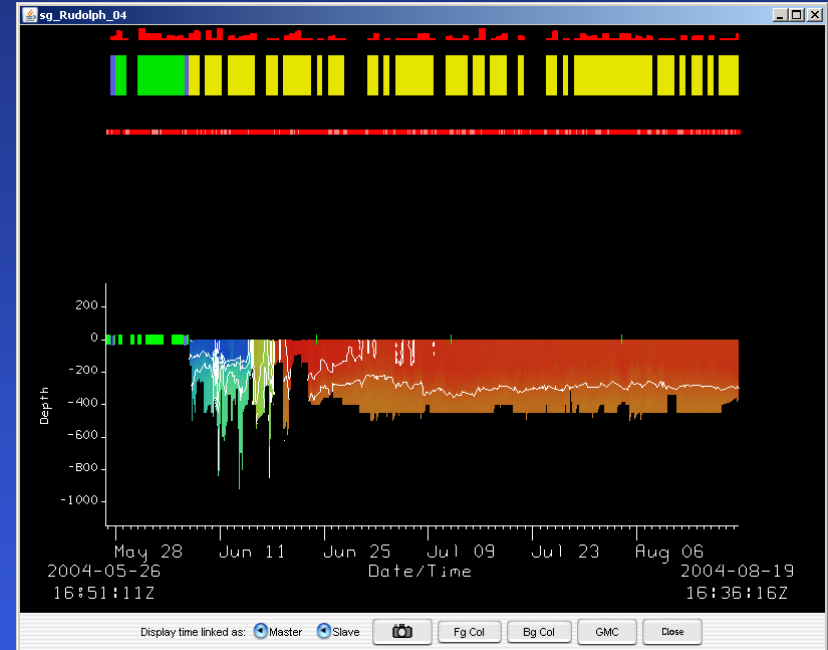 sg_Rudolph_04
200
0
-200
-400
-600
-800
-1000
Depth
May 28 Jun 11 Jun 25 Jul 09 Jul 23 Aug 06
2004-05-26 Date/Time 2004-08-19
16:51:11Z 16:36:16Z
Display time linked as: Master Slave Fg Col Bg Col GMC Close